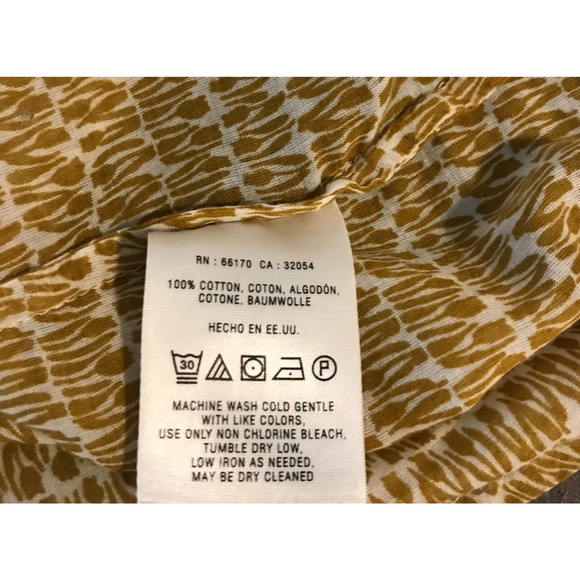 RN : 66170 CA : 32054
100% COTTON, COTON, ALGODÓN,
COTONE, BAUMWOLLE
HECHO EN EE.UU.
30 P
MACHINE WASH COLD GENTLE
WITH LIKE COLORS,
USE ONLY NON CHLORINE BLEACH,
TUMBLE DRY LOW,
LOW IRON AS NEEDED,
MAY BE DRY CLEANED